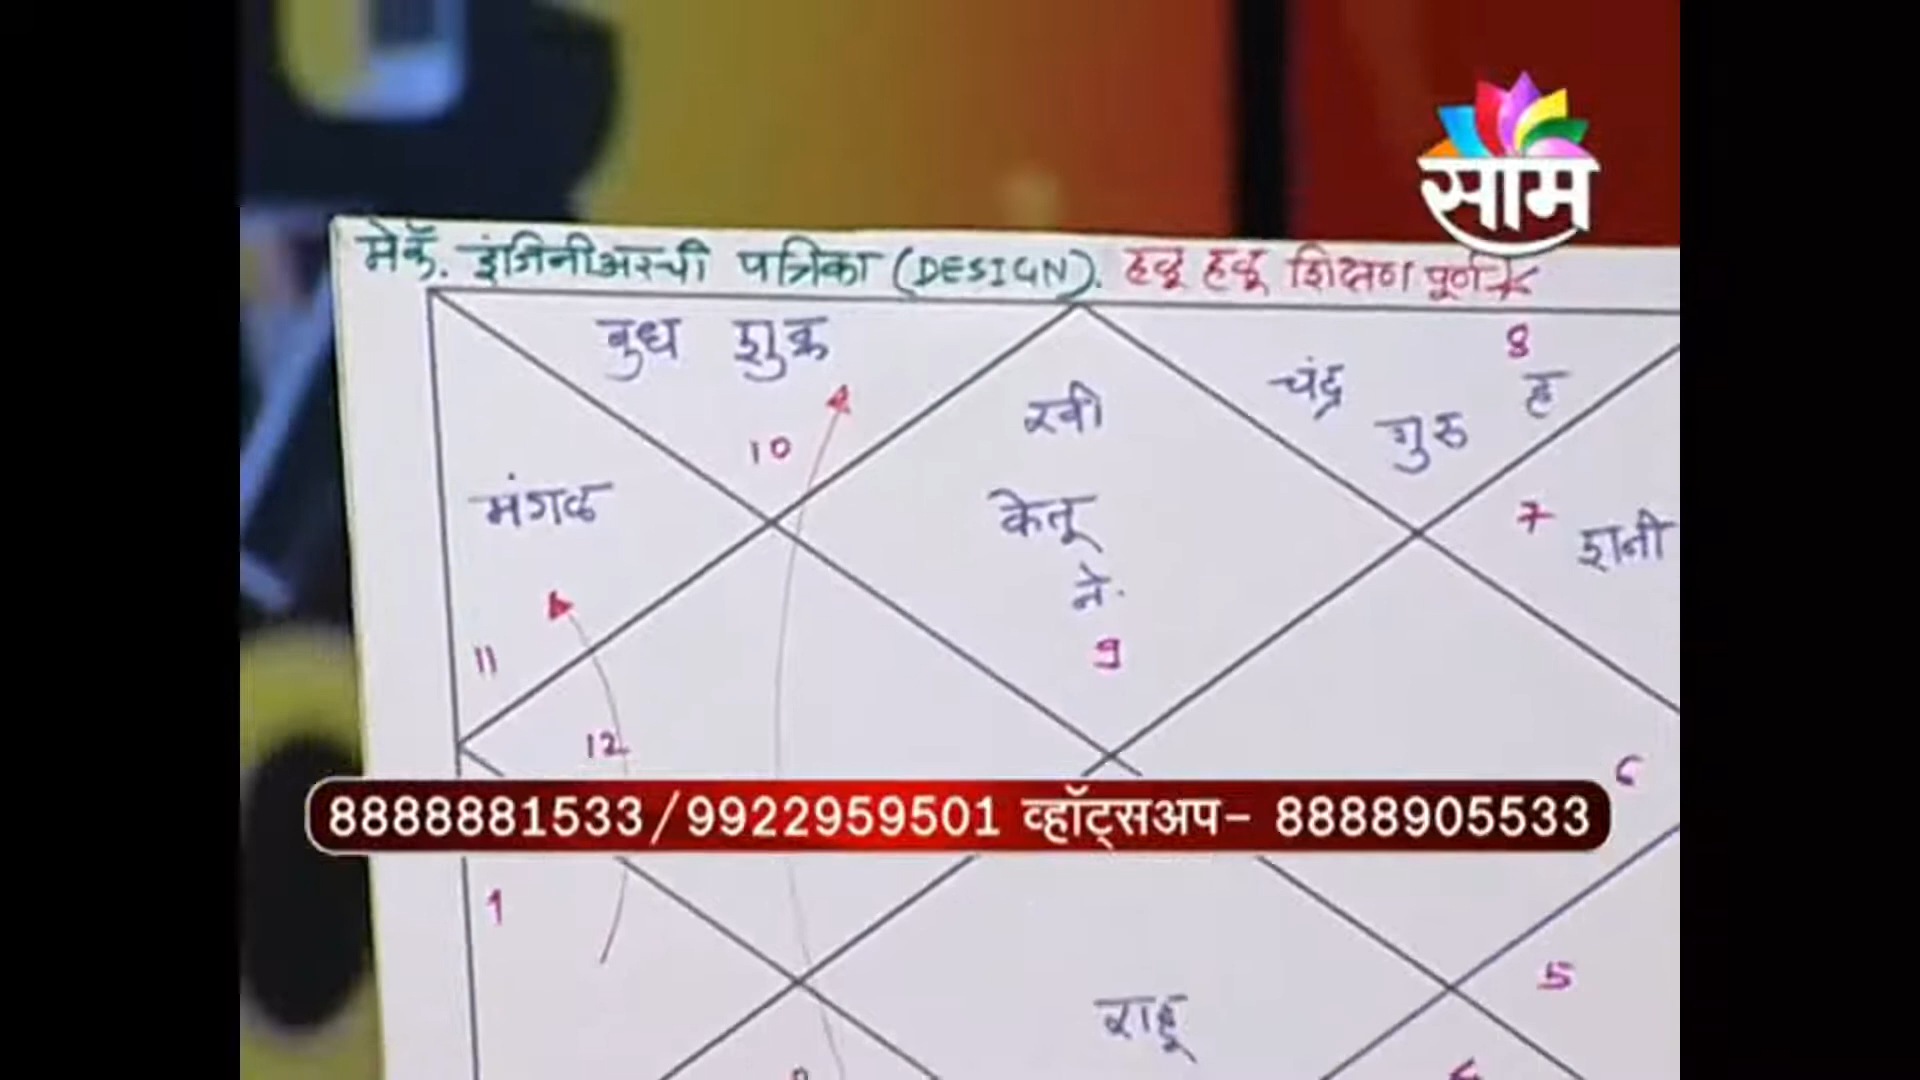 साम
मेकॅ. इंजिनीअरची पत्रिका (DESIGN). हळू हळू शिक्षण पूर्ण
बुध शुक्र
8
रवी
चंद्र
ह
गुरु
10
मंगळ
केतू
7
शनी
ने.
11
9
12
6
8888881533/9922959501 व्हॉट्सअप- 8888905533
1
5
राहू